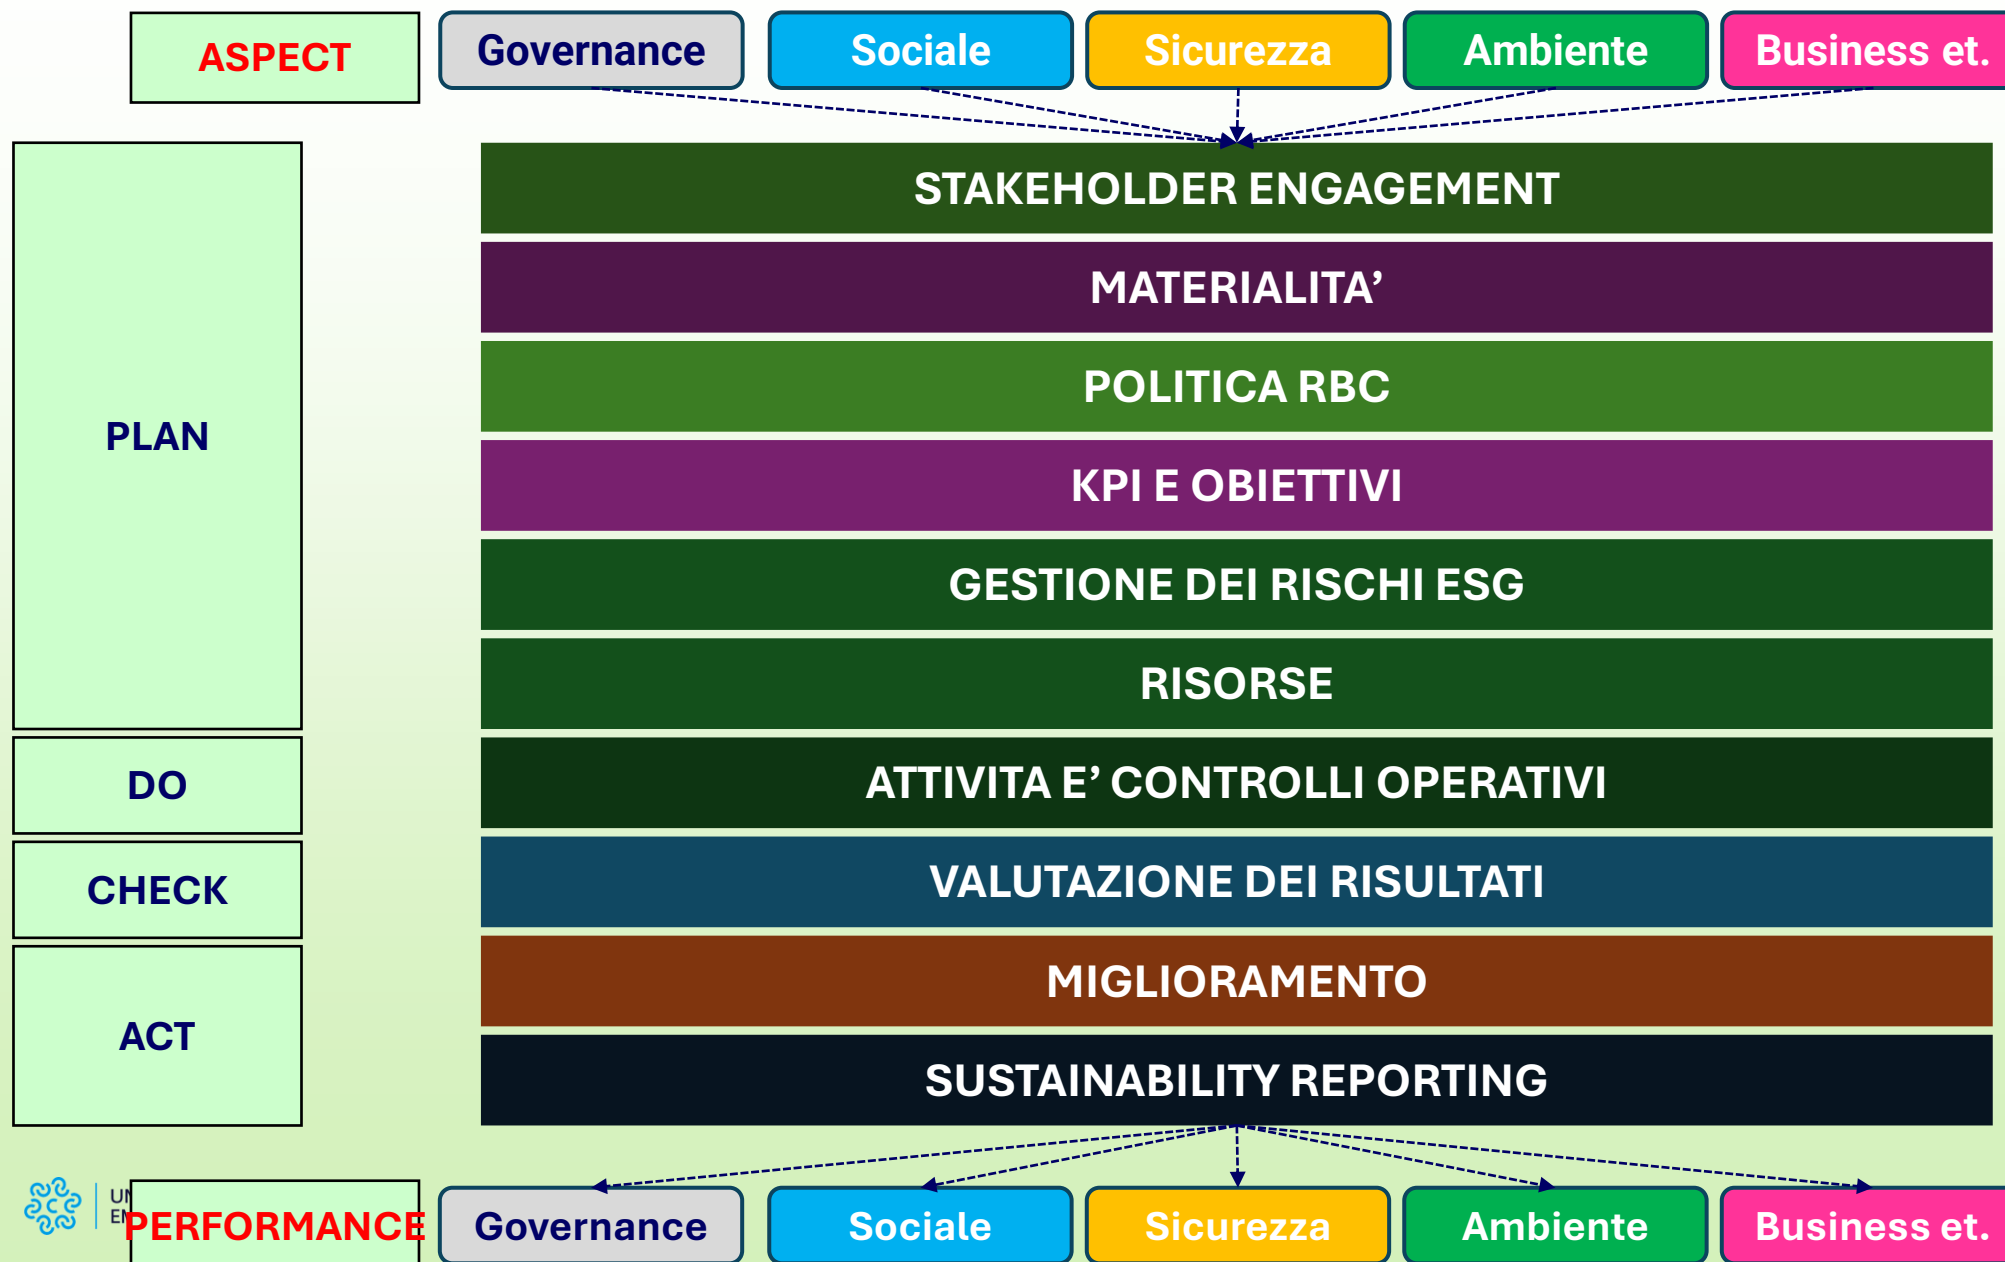 ASPECT
Governance
Sociale
Sicurezza
Ambiente
Business et.
PLAN
STAKEHOLDER ENGAGEMENT
MATERIALITA’
POLITICA RBC
KPI E OBIETTIVI
GESTIONE DEI RISCHI ESG
RISORSE
DO
ATTIVITA E’ CONTROLLI OPERATIVI
CHECK
VALUTAZIONE DEI RISULTATI
ACT
MIGLIORAMENTO
SUSTAINABILITY REPORTING
PERFORMANCE
Governance
Sociale
Sicurezza
Ambiente
Business et.